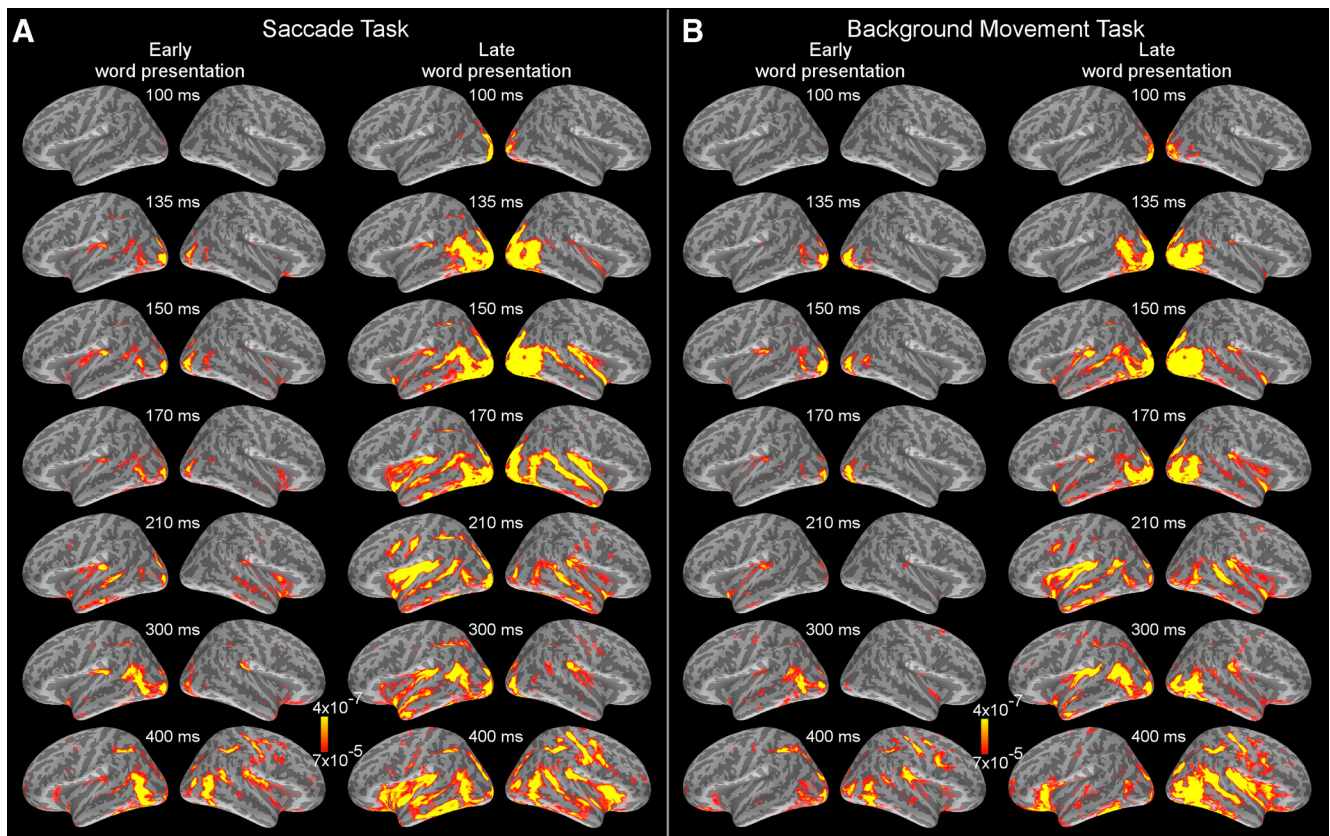 A
Saccade Task
Early
word presentation
Late
word presentation
100 ms
100 ms
135 ms
135 ms
150 ms
150 ms
170 ms
170 ms
210 ms
210 ms
300 ms
300 ms
4x10⁻⁷
7x10⁻⁵
400 ms
400 ms
B
Background Movement Task
Early
word presentation
Late
word presentation
100 ms
100 ms
135 ms
135 ms
150 ms
150 ms
170 ms
170 ms
210 ms
210 ms
300 ms
300 ms
4x10⁻⁷
7x10⁻⁵
400 ms
400 ms